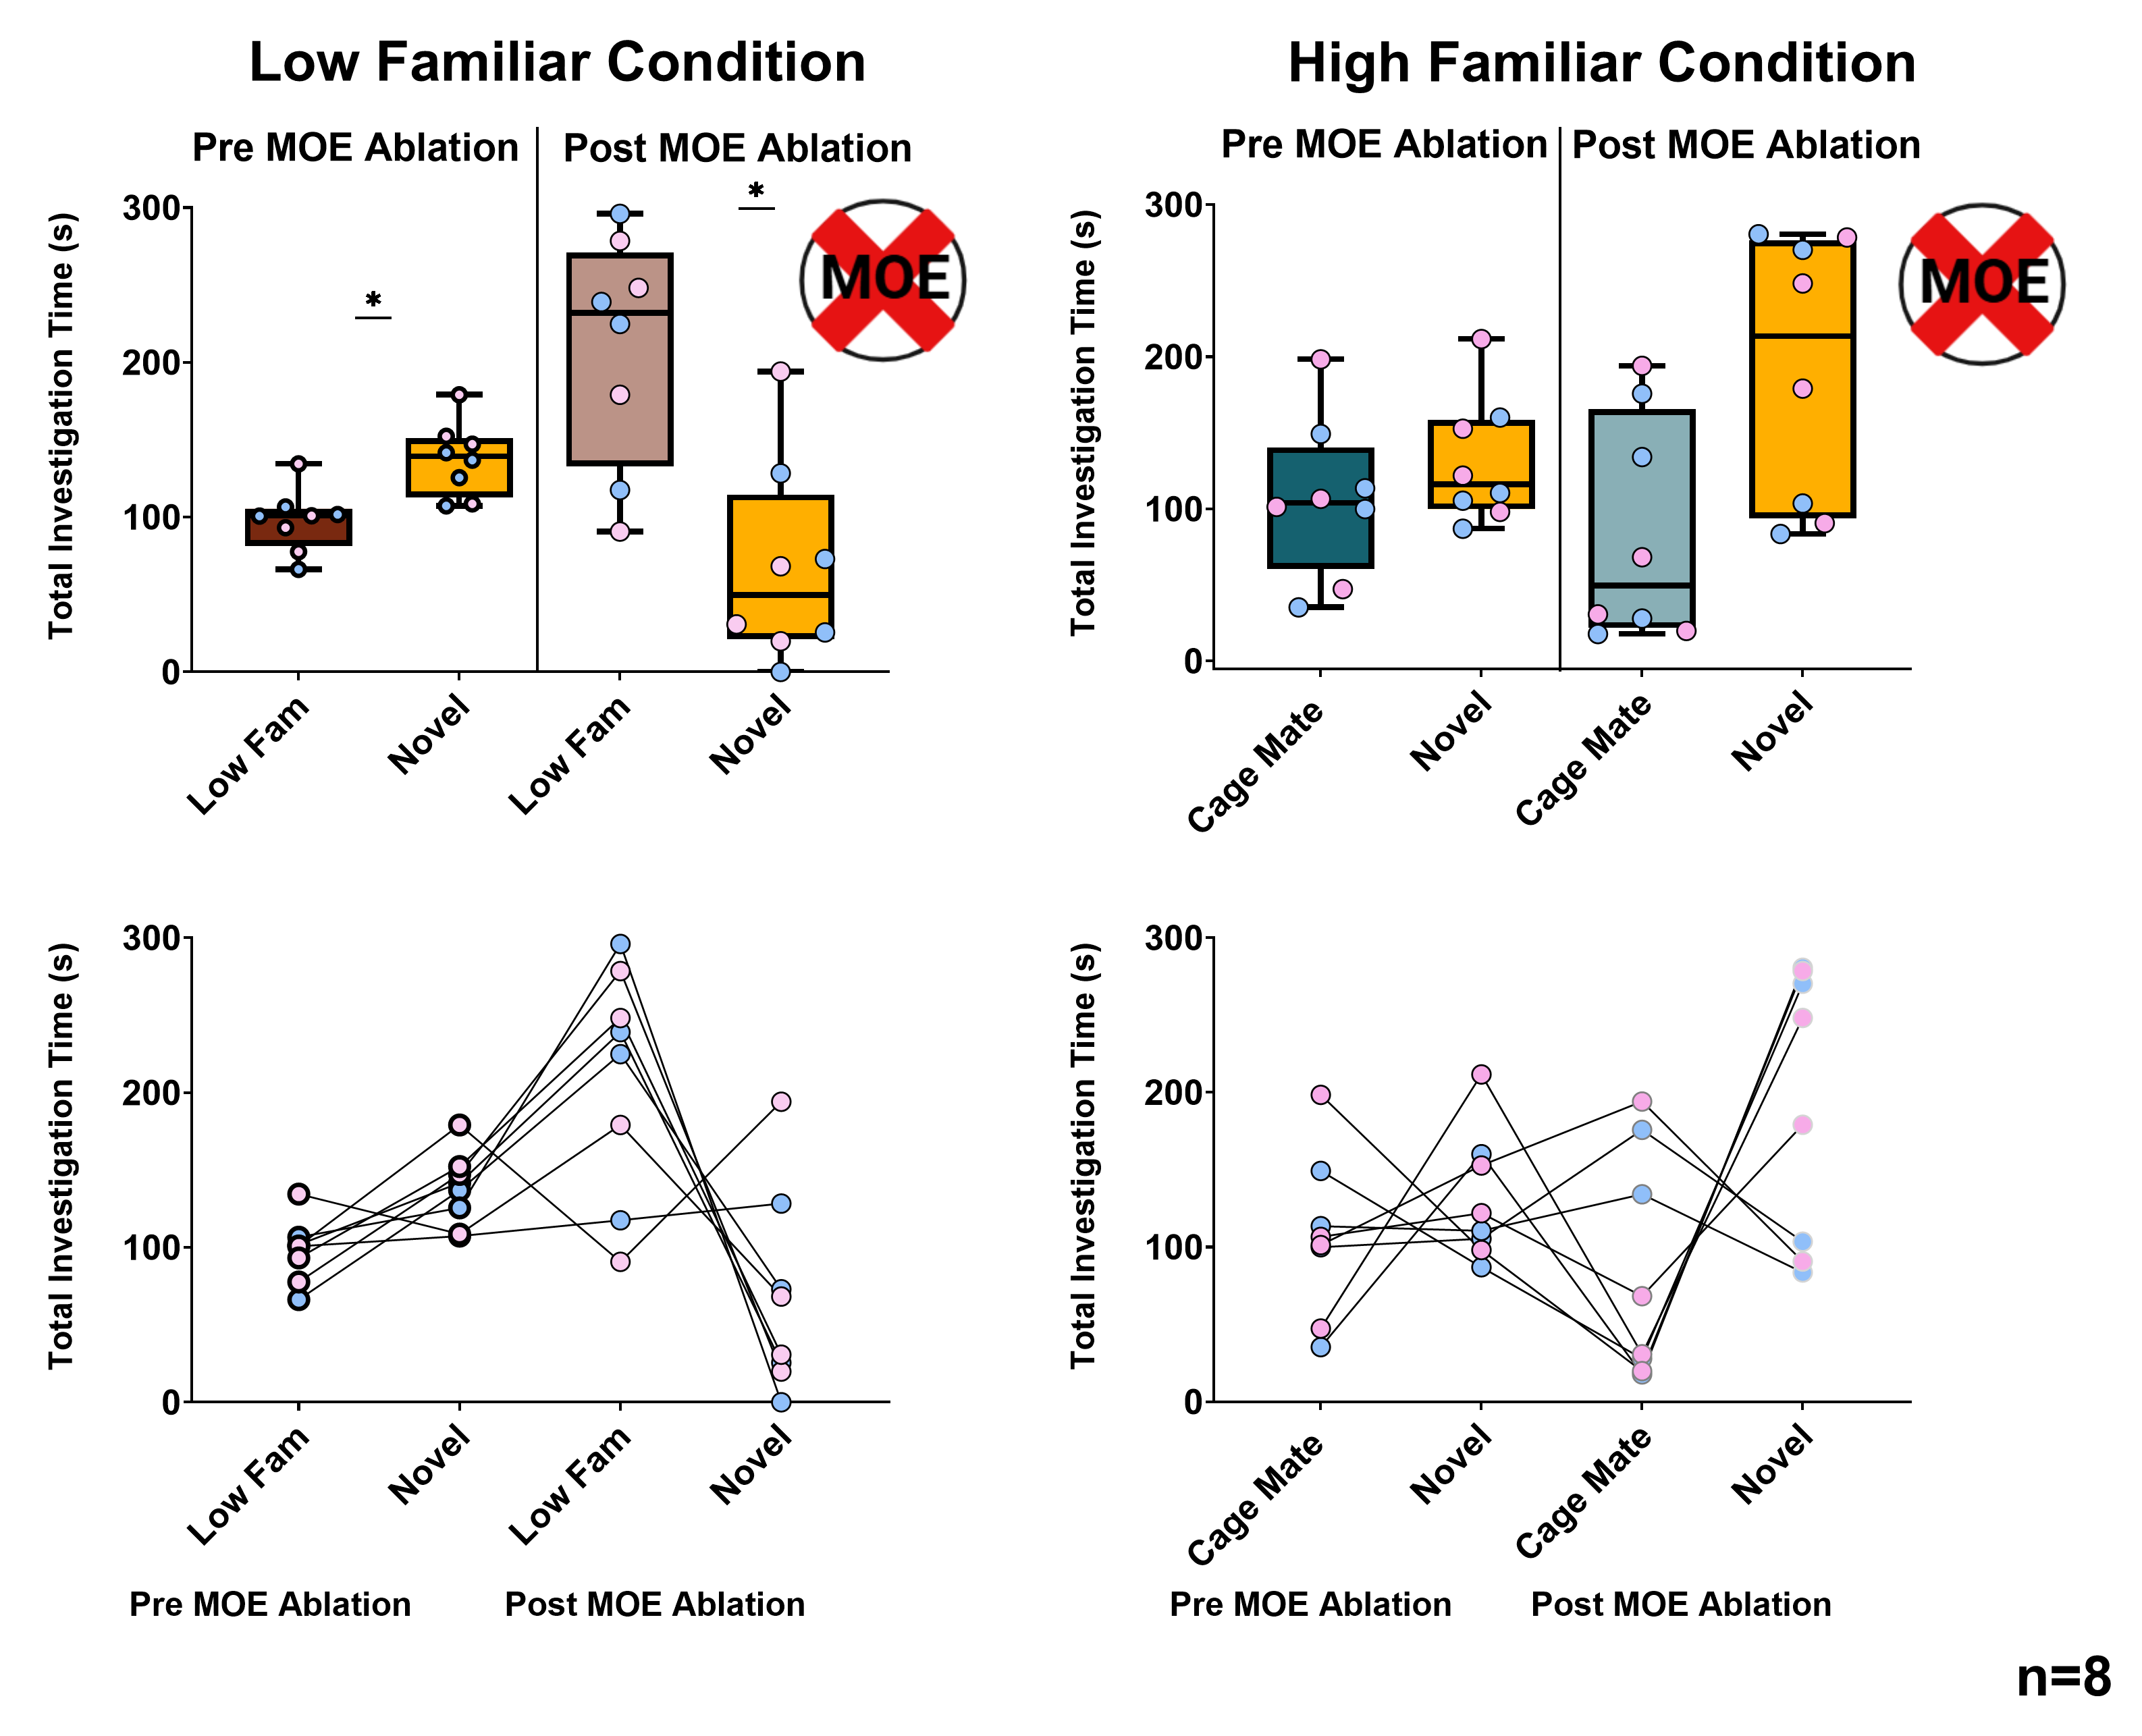 Low Familiar Condition
High Familiar Condition
Pre MOE Ablation
Post MOE Ablation
Pre MOE Ablation
Post MOE Ablation
Total Investigation Time (s)
300
200
100
0
*
*
MOE
Low Fam
Novel
Low Fam
Novel
Total Investigation Time (s)
300
200
100
0
MOE
Cage Mate
Novel
Cage Mate
Novel
Total Investigation Time (s)
300
200
100
0
Low Fam
Novel
Low Fam
Novel
Pre MOE Ablation
Post MOE Ablation
Total Investigation Time (s)
300
200
100
0
Cage Mate
Novel
Cage Mate
Novel
Pre MOE Ablation
Post MOE Ablation
n=8